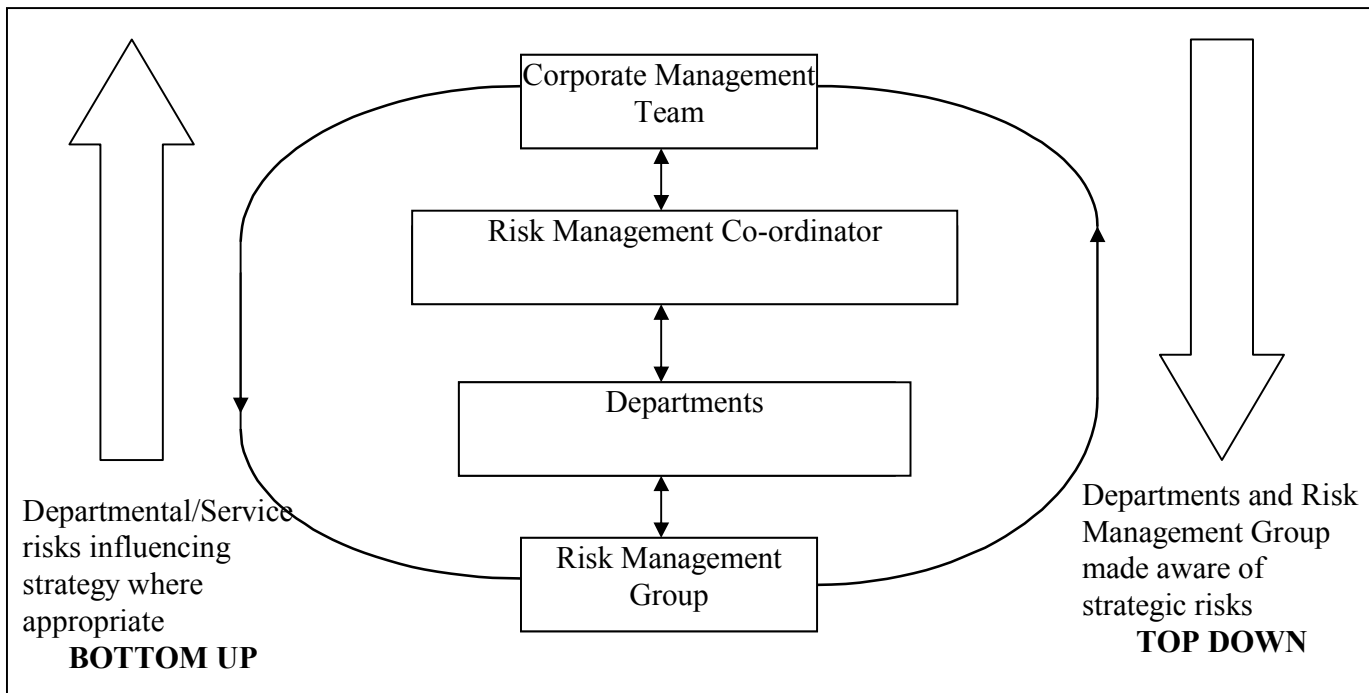 Corporate Management
Team
Risk Management Co-ordinator
Departments
Risk Management
Group
Departmental/Service
risks influencing
strategy where
appropriate
BOTTOM UP
Departments and Risk
Management Group
made aware of
strategic risks
TOP DOWN